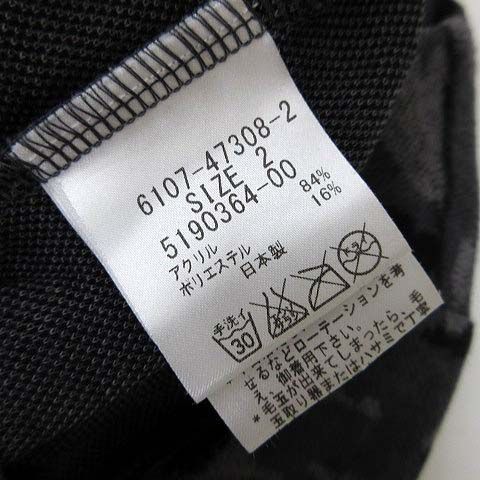 6107-47308-2
SIZE 2
5190364-00
アクリル 84%
ポリエステル 16%
日本製
手洗イ
30
せるなどローテーションを考
え、御着用下さい。
*毛玉が出来てしまったら、毛
玉取り器またはハサミで丁寧